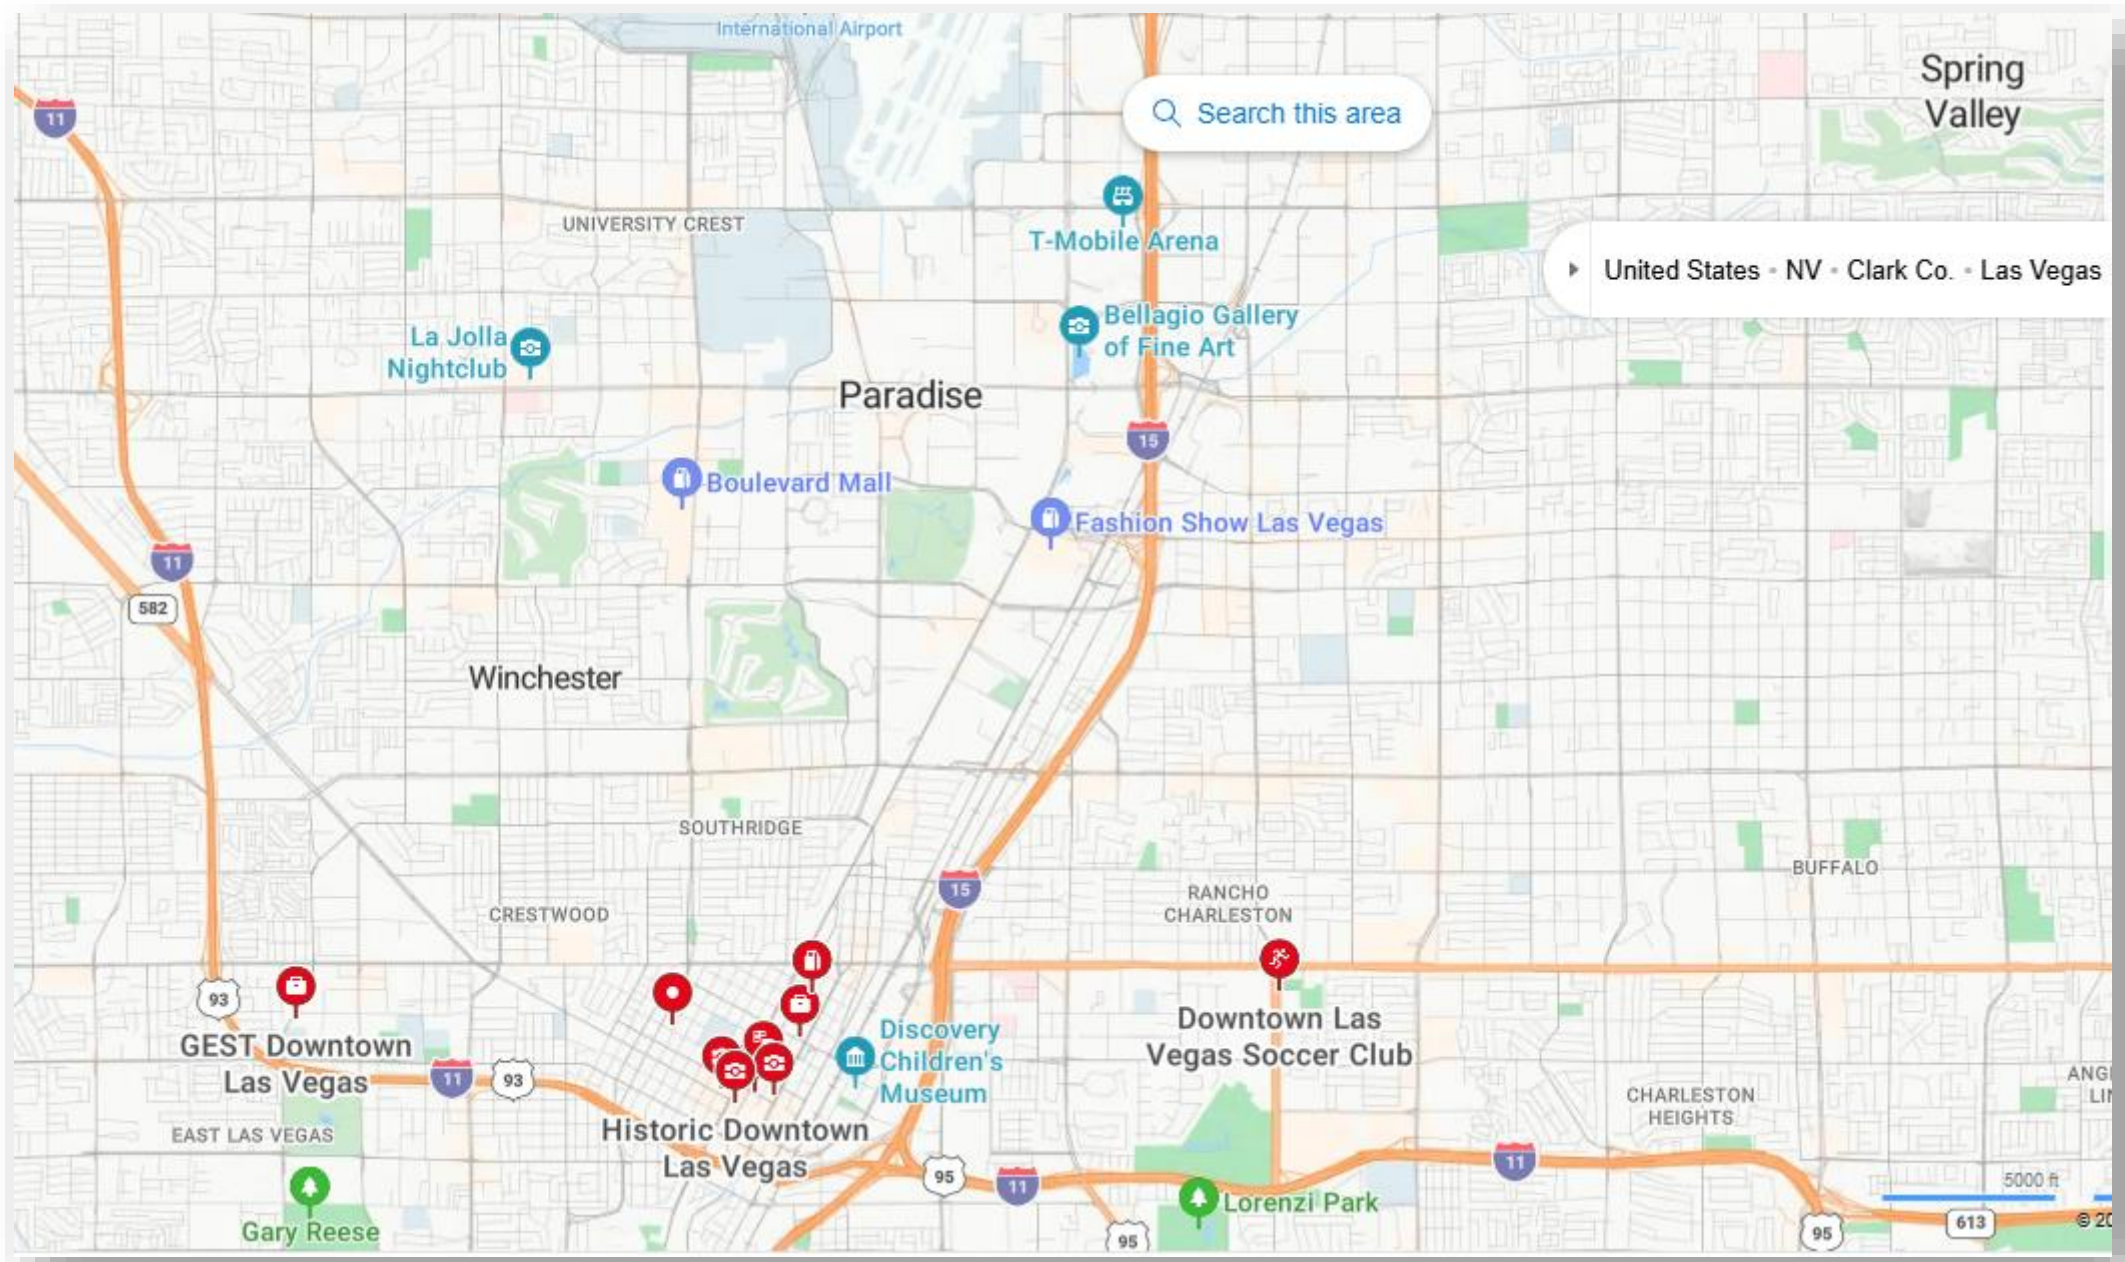 International Airport
Spring
Valley
11
Search this area
UNIVERSITY CREST
T-Mobile Arena
United States • NV • Clark Co. • Las Vegas
La Jolla
Nightclub
Bellagio Gallery
of Fine Art
Paradise
15
Boulevard Mall
Fashion Show Las Vegas
11
582
Winchester
SOUTHRIDGE
BUFFALO
15
RANCHO
CHARLESTON
CRESTWOOD
93
GEST Downtown
Las Vegas
Downtown Las
Vegas Soccer Club
Discovery
Children's
Museum
11
93
ANG
LI
CHARLESTON
HEIGHTS
EAST LAS VEGAS
Historic Downtown
Las Vegas
95
11
11
5000 ft
Lorenzi Park
Gary Reese
95
95
613
© 20